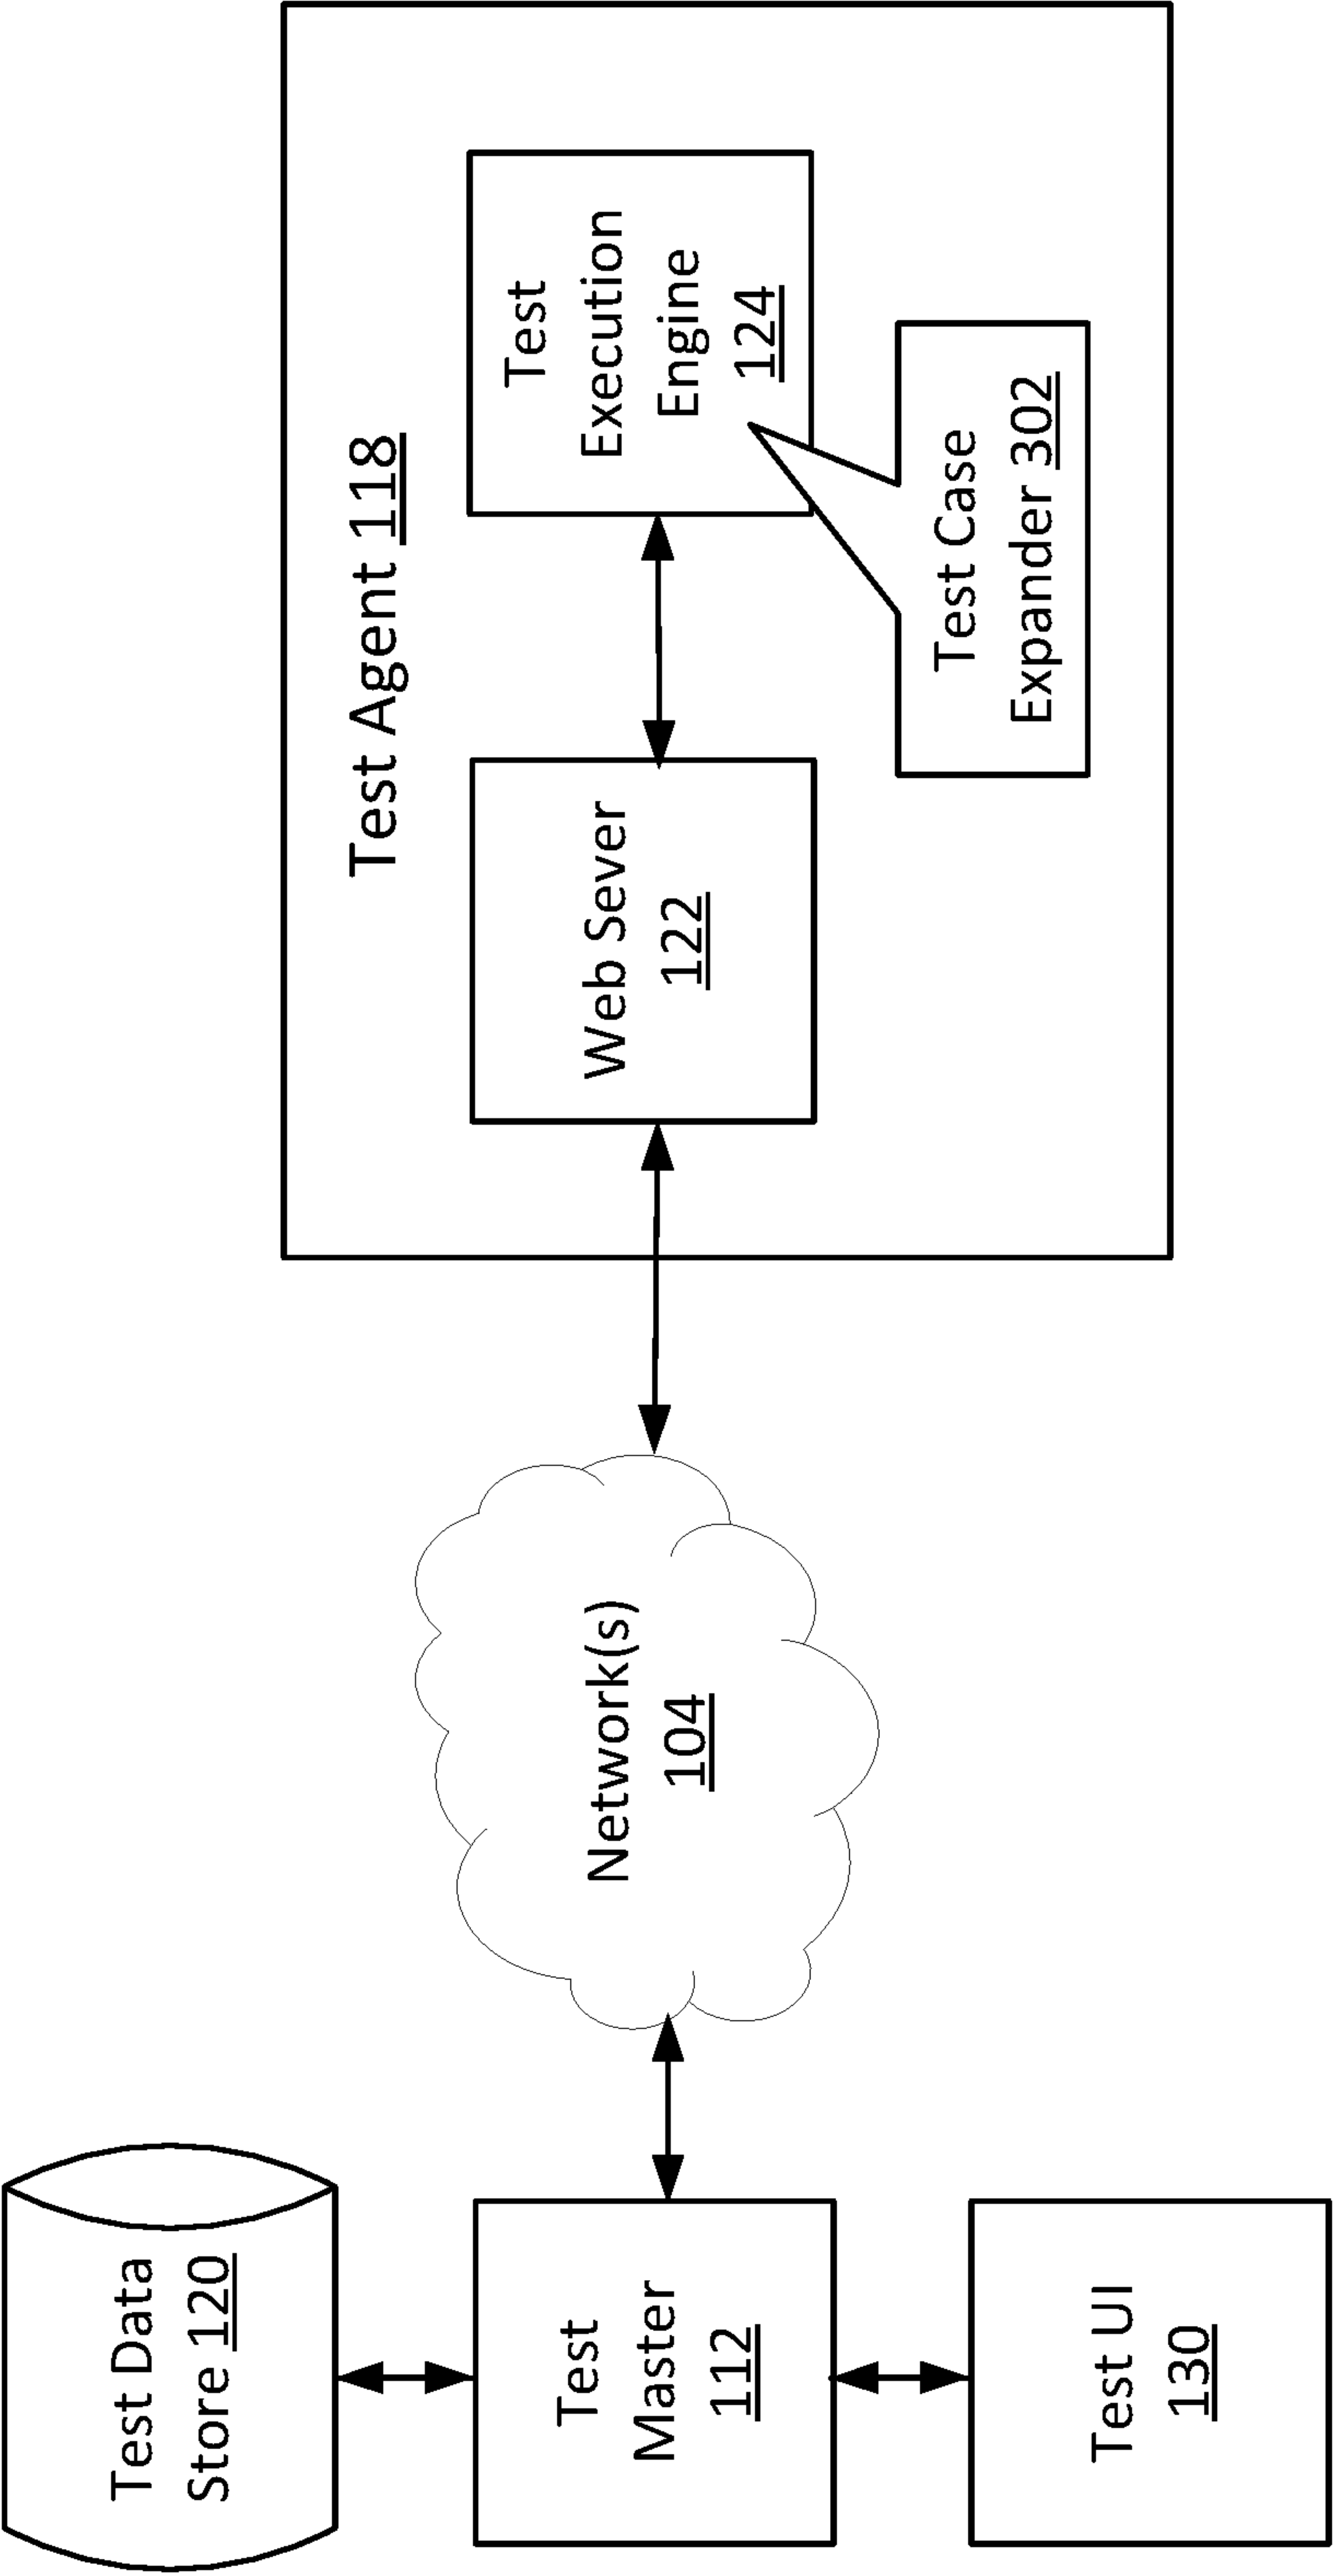 Test Data
Store 120
Test
Master
112
Test UI
130
Network(s)
104
Test Agent 118
Web Sever
122
Test
Execution
Engine
124
Test Case
Expander 302